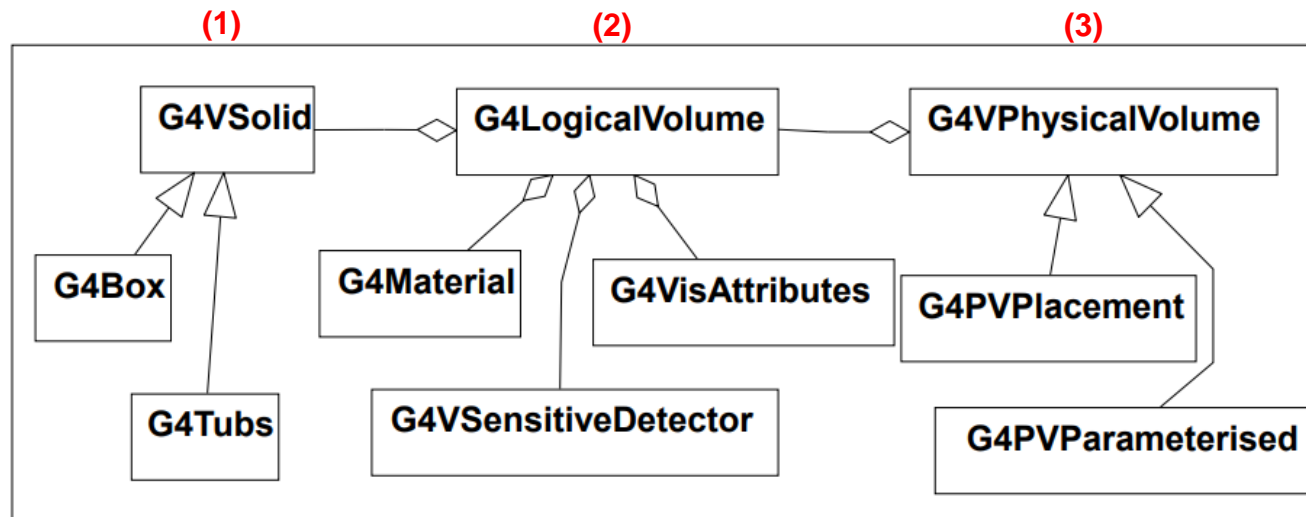 (1)
(2)
(3)
G4VSolid
G4LogicalVolume
G4VPhysicalVolume
G4Box
G4Material
G4VisAttributes
G4PVPlacement
G4Tubs
G4VSensitiveDetector
G4PVParameterised